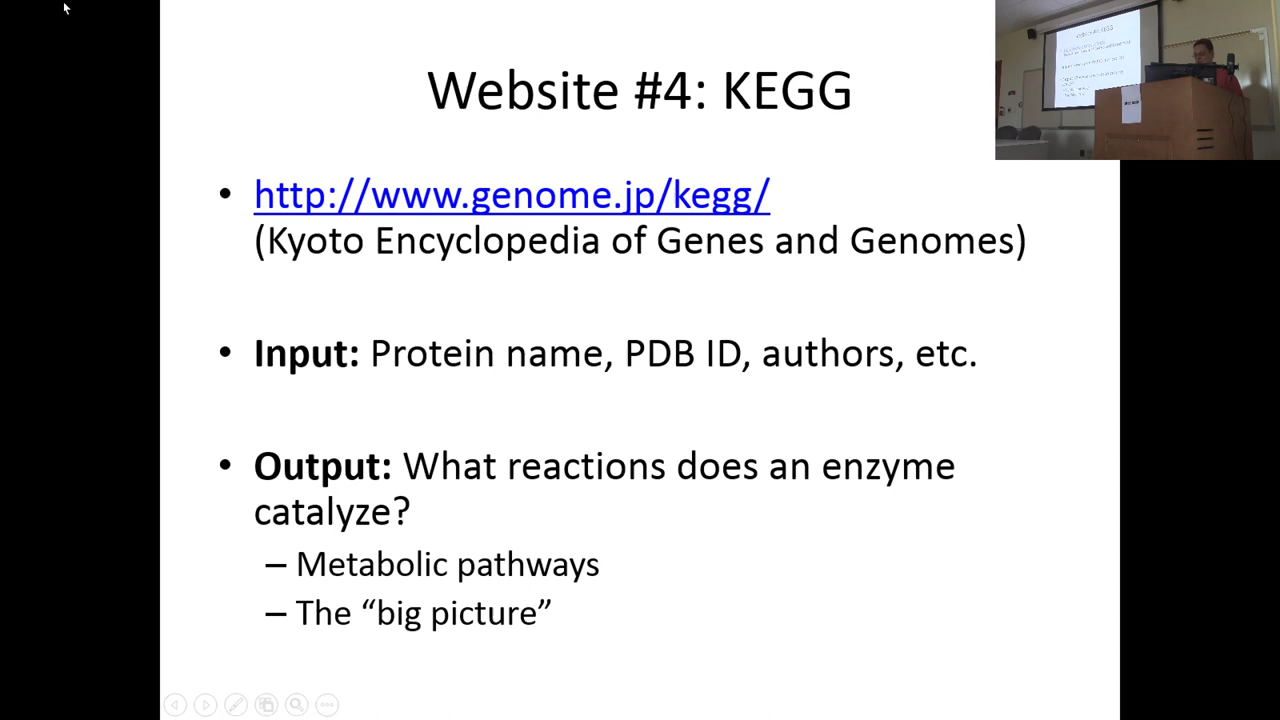 Website #4: KEGG
• http://www.genome.jp/kegg/
(Kyoto Encyclopedia of Genes and Genomes)
• Input: Protein name, PDB ID, authors, etc.
• Output: What reactions does an enzyme
catalyze?
– Metabolic pathways
– The “big picture”